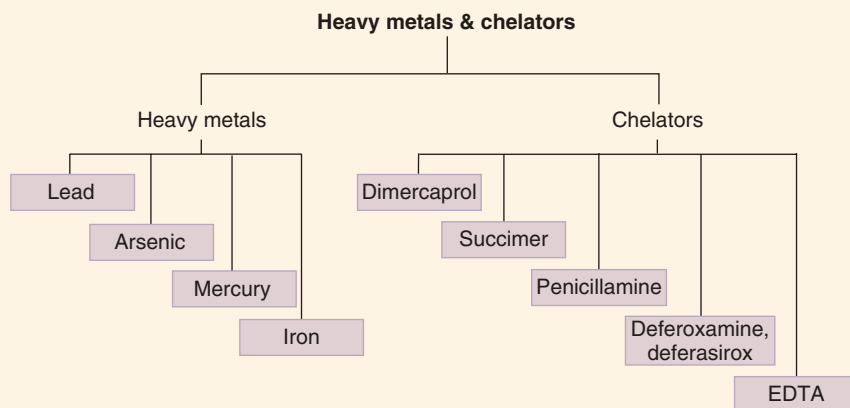 Heavy metals & chelators
Heavy metals
Chelators
Lead
Arsenic
Mercury
Iron
Dimercaprol
Succimer
Penicillamine
Deferoxamine,
deferasirox
EDTA